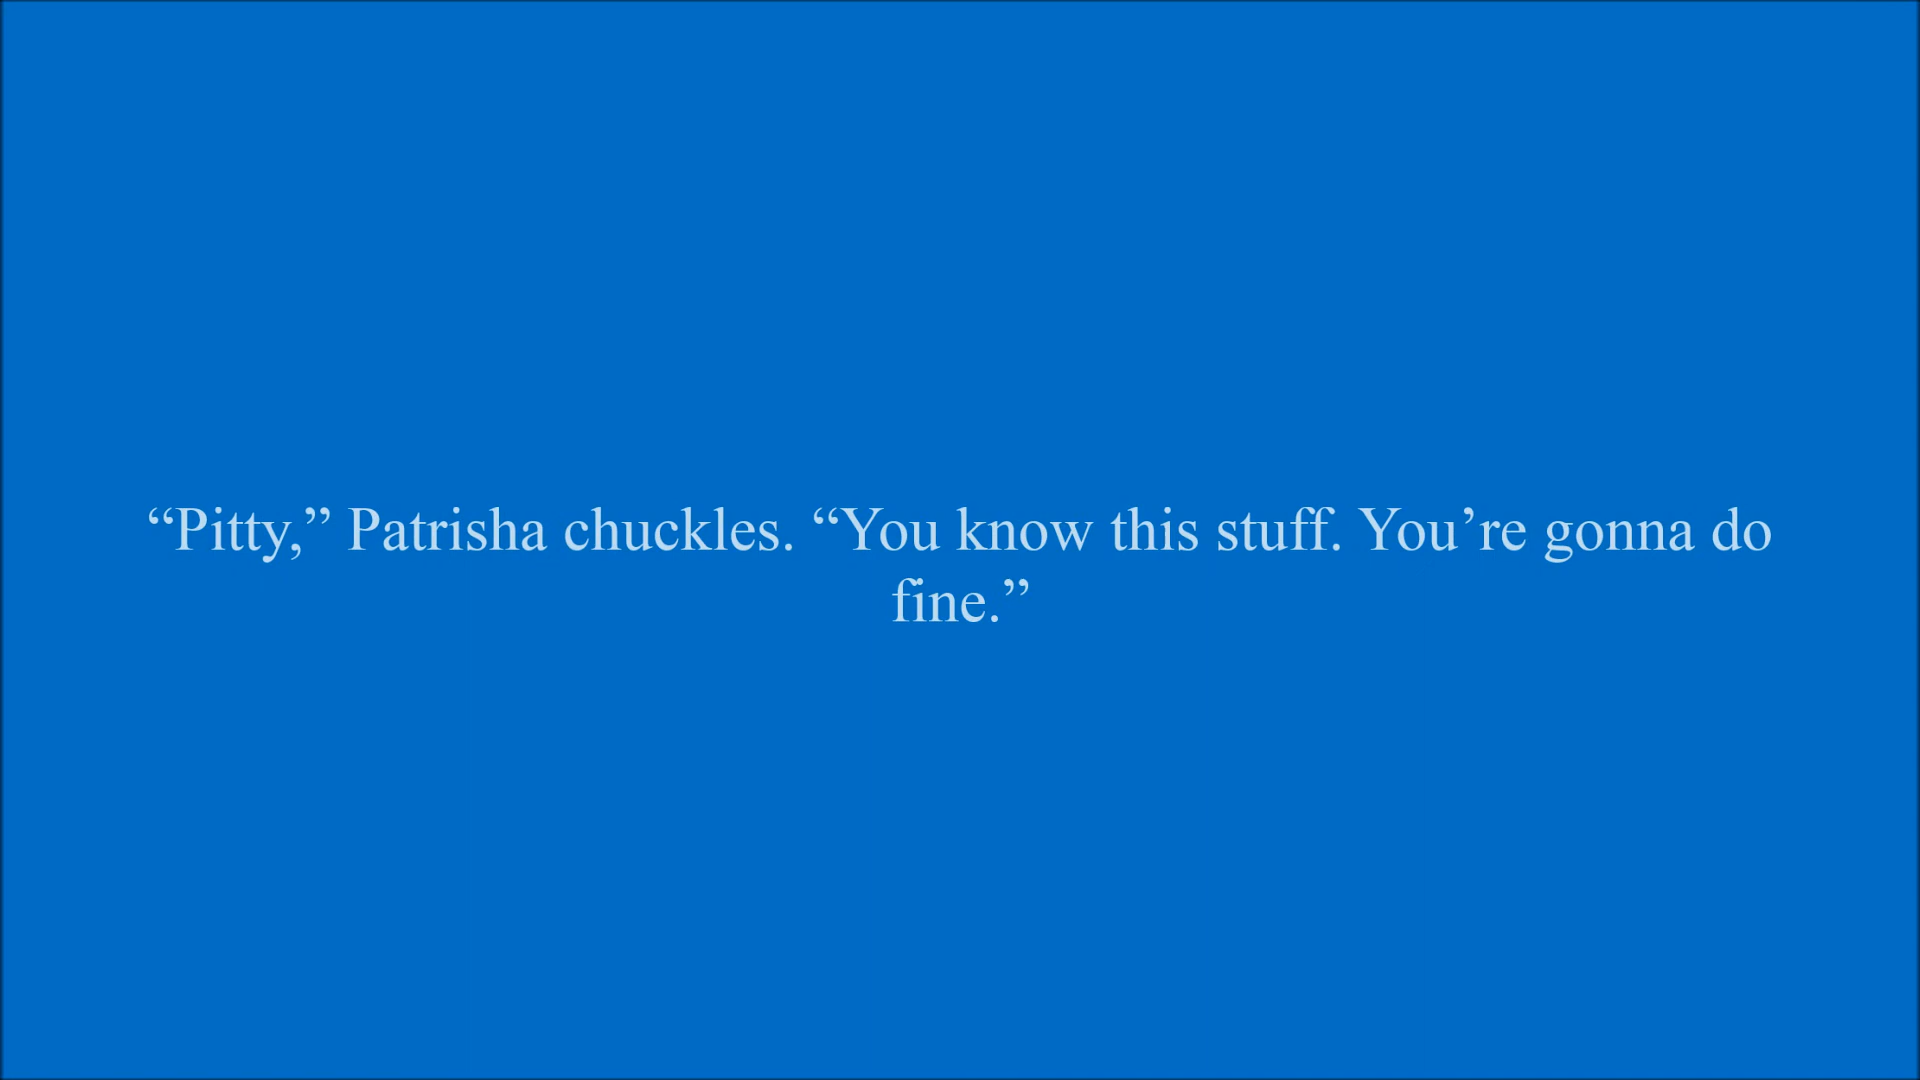 “Pitty,” Patrisha chuckles. “You know this stuff. You’re gonna do
fine.”